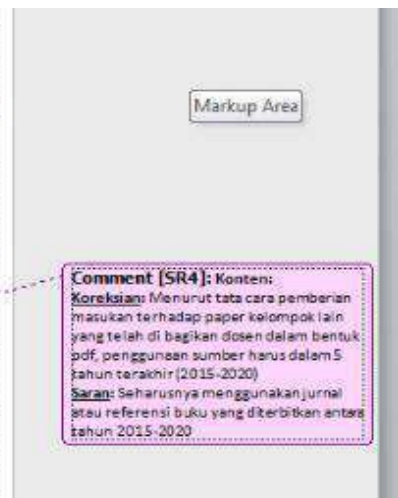 Markup Area
Comment [SR4]: Konten:
Koreksian: Menurut tata cara pemberian
masukan terhadap paper kelompok lain
yang telah di bagikan dosen dalam bentuk
pdf, penggunaan sumber harus dalam 5
tahun terakhir (2015-2020)
Saran: Seharusnya menggunakan jurnal
atau referensi buku yang diterbitkan antara
tahun 2015-2020